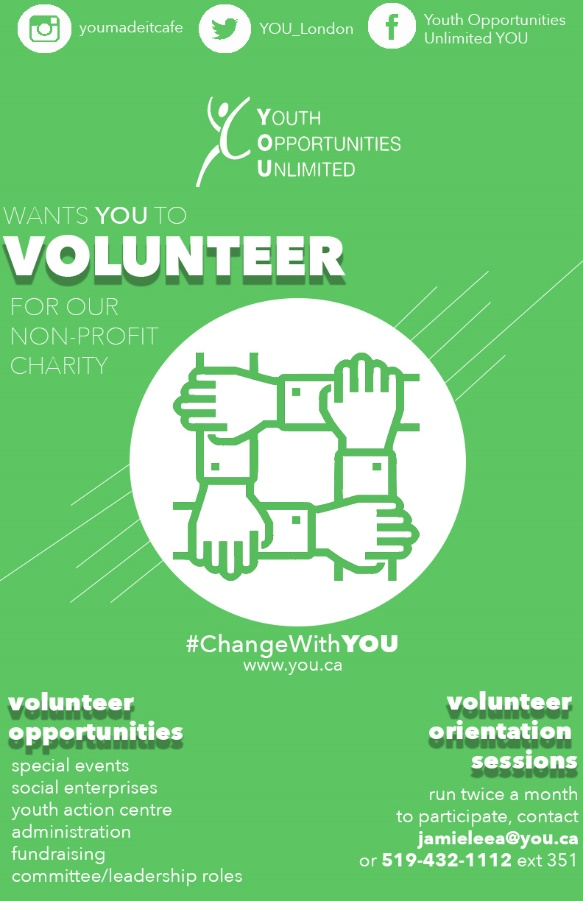 youmadeitcafe
YOU_London
Youth Opportunities
Unlimited YOU
YOUTH
OPPORTUNITIES
UNLIMITED
WANTS YOU TO
VOLUNTEER
FOR OUR
NON-PROFIT
CHARITY
#ChangeWithYOU
www.you.ca
volunteer
opportunities
special events
social enterprises
youth action centre
administration
fundraising
committee/leadership roles
volunteer
orientation
sessions
run twice a month
to participate, contact
jamieleea@you.ca
or 519-432-1112 ext 351